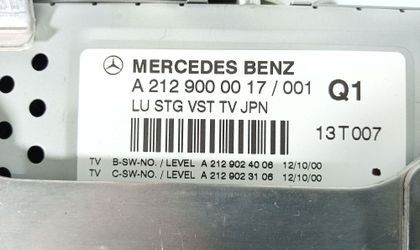 MERCEDES BENZ
A 212 900 00 17 / 001 Q1
LU STG VST TV JPN
13T007
TV B-SW-NO. / LEVEL A 212 902 40 06 12/10/00
TV C-SW-NO. / LEVEL A 212 902 31 06 12/10/00